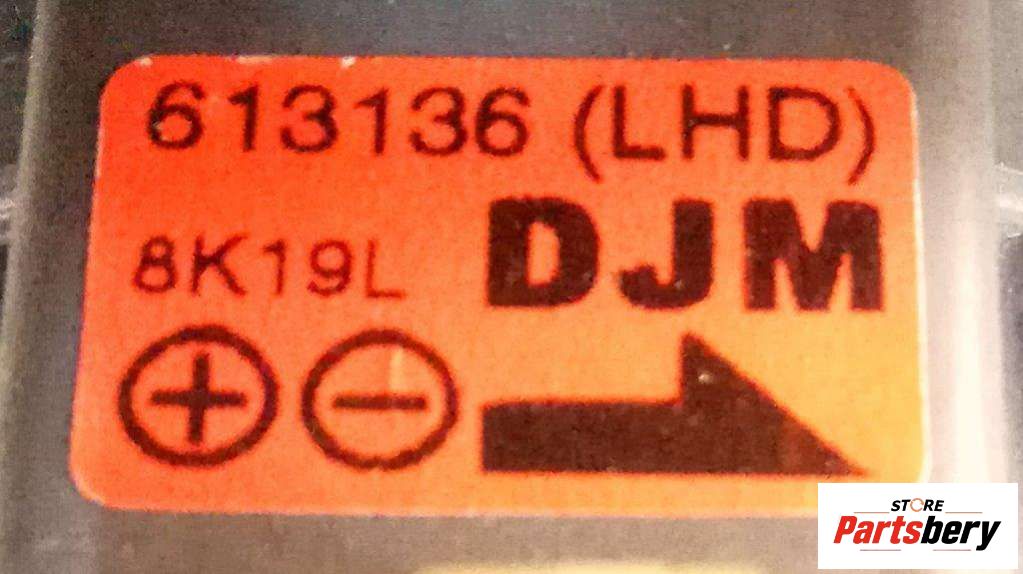 613136 (LHD)
8K19L DJM
STORE
Partsbery